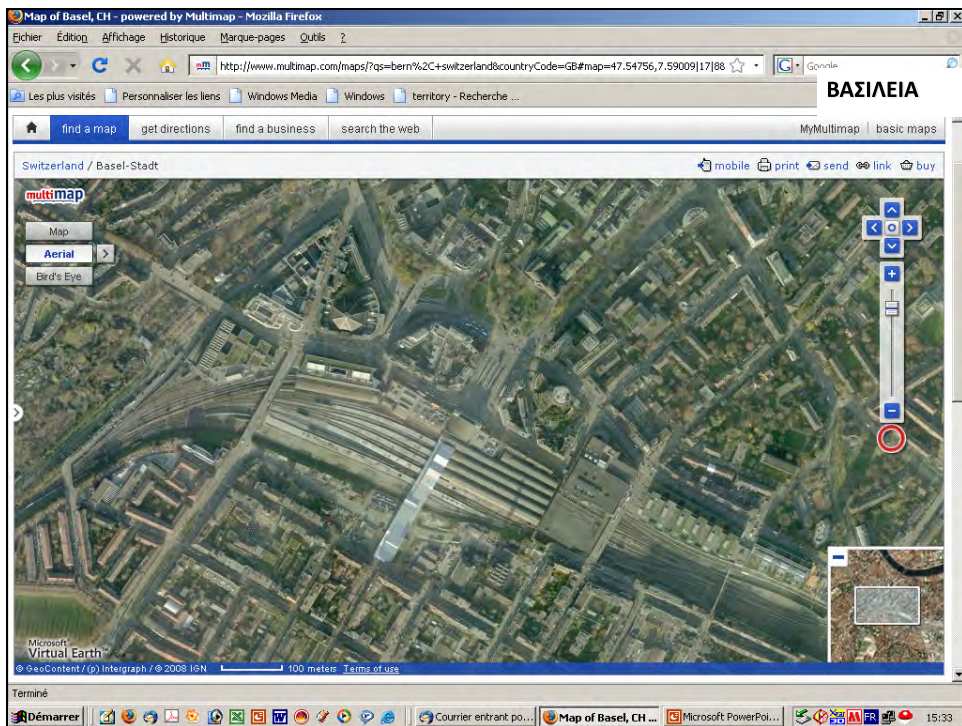 Map of Basel, CH - powered by Multimap - Mozilla Firefox
Fichier Édition Affichage Historique Marque-pages Outils ?
http://www.multimap.com/maps/?qs=bern%2C+switzerland&countryCode=GB#map=47.54756,7.59009|17|88
G Google
Les plus visités Personnaliser les liens Windows Media Windows territory - Recherche ...
ΒΑΣΙΛΕΙΑ
find a map get directions find a business search the web MyMultimap basic maps
Switzerland / Basel-Stadt mobile print send link buy
multimap
Map
Aerial
Bird's Eye
Microsoft
Virtual Earth
© GeoContent / (p) Intergraph / © 2008 IGN 100 meters Terms of use
Terminé
Démarrer Courrier entrant po... Map of Basel, CH ... Microsoft PowerPoi... FR 15:33